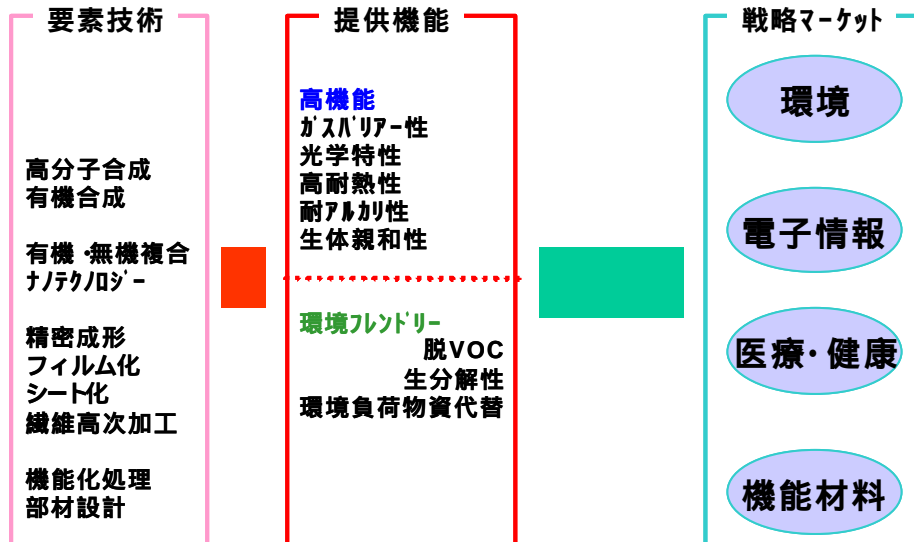 要素技術
高分子合成
有機合成
有機・無機複合
ﾅﾉﾃｸﾉﾛｼﾞｰ
精密成形
フィルム化
シート化
繊維高次加工
機能化処理
部材設計
提供機能
高機能
ｶﾞｽﾊﾞﾘｱｰ性
光学特性
高耐熱性
耐ｱﾙｶﾘ性
生体親和性
環境ﾌﾚﾝﾄﾞﾘｰ
脱VOC
生分解性
環境負荷物資代替
戦略ﾏｰｹｯﾄ
環境
電子情報
医療・健康
機能材料